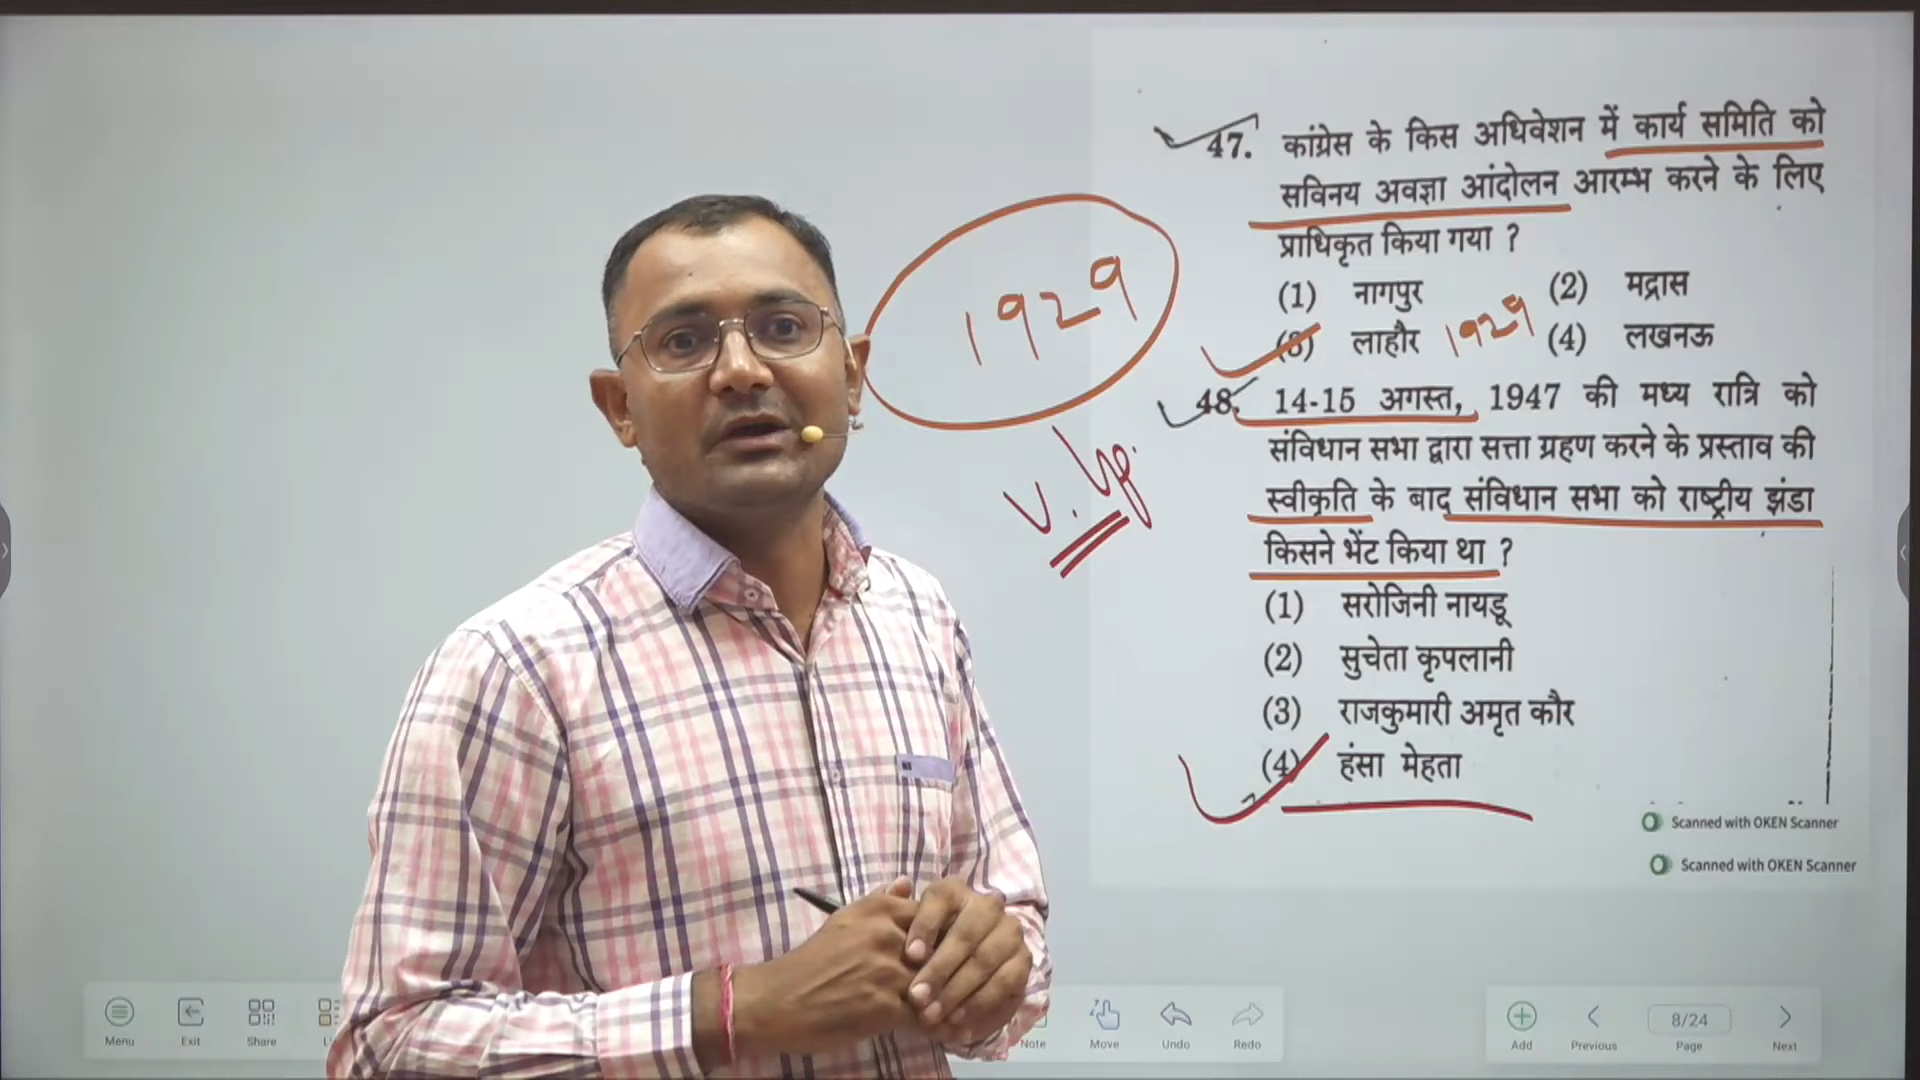 47. कांग्रेस के किस अधिवेशन में कार्य समिति को
सविनय अवज्ञा आंदोलन आरम्भ करने के लिए
प्राधिकृत किया गया ?
(1) नागपुर (2) मद्रास
(3) लाहौर 1929 (4) लखनऊ
1929
48. 14-15 अगस्त, 1947 की मध्य रात्रि को
संविधान सभा द्वारा सत्ता ग्रहण करने के प्रस्ताव की
स्वीकृति के बाद संविधान सभा को राष्ट्रीय झंडा
किसने भेंट किया था ?
(1) सरोजिनी नायडू
(2) सुचेता कृपलानी
(3) राजकुमारी अमृत कौर
(4) हंसा मेहता
Scanned with OKEN Scanner
Scanned with OKEN Scanner
Menu Exit Share Note Move Undo Redo Add Previous 8/24 Page Next